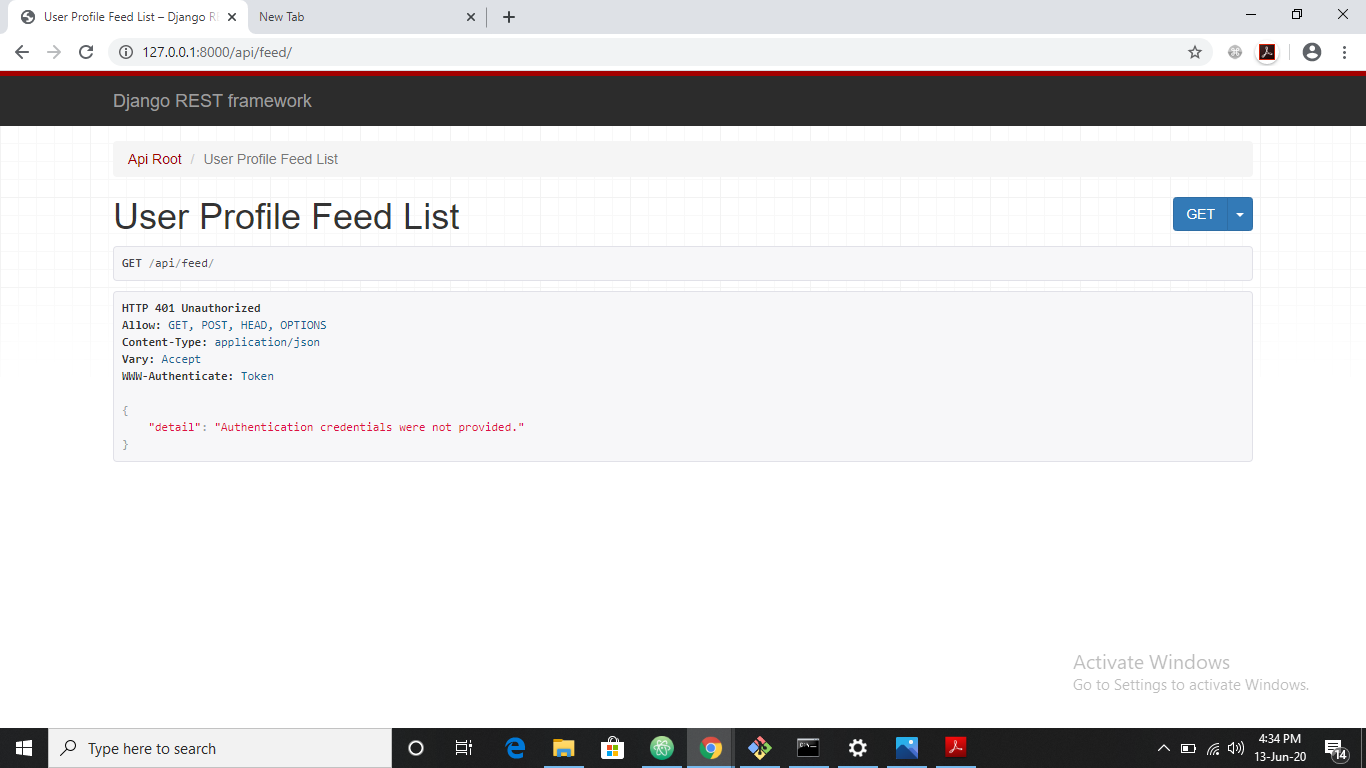 User Profile Feed List – Django R
New Tab
127.0.0.1:8000/api/feed/
Django REST framework
Api Root / User Profile Feed List
User Profile Feed List
GET
GET /api/feed/
HTTP 401 Unauthorized
Allow: GET, POST, HEAD, OPTIONS
Content-Type: application/json
Vary: Accept
WWW-Authenticate: Token
{
"detail": "Authentication credentials were not provided."
}
Activate Windows
Go to Settings to activate Windows.
Type here to search
4:34 PM
13-Jun-20
14